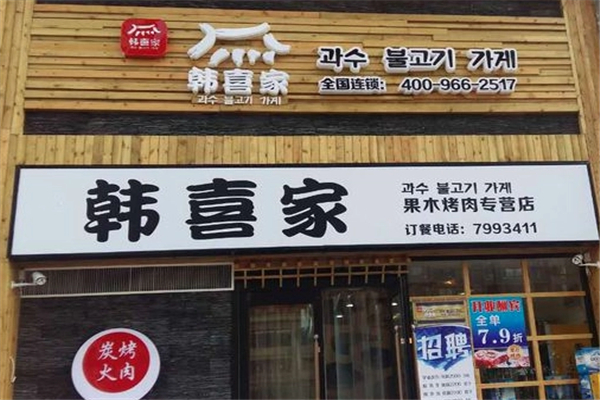 韩喜家
韩喜家
과수 불고기 가게
과수 불고기 가게
全国连锁：400-966-2517
韩喜家
과수 불고기 가게
果木烤肉专营店
订餐电话：7993411
炭烤
火肉
招聘
全单
7.9折